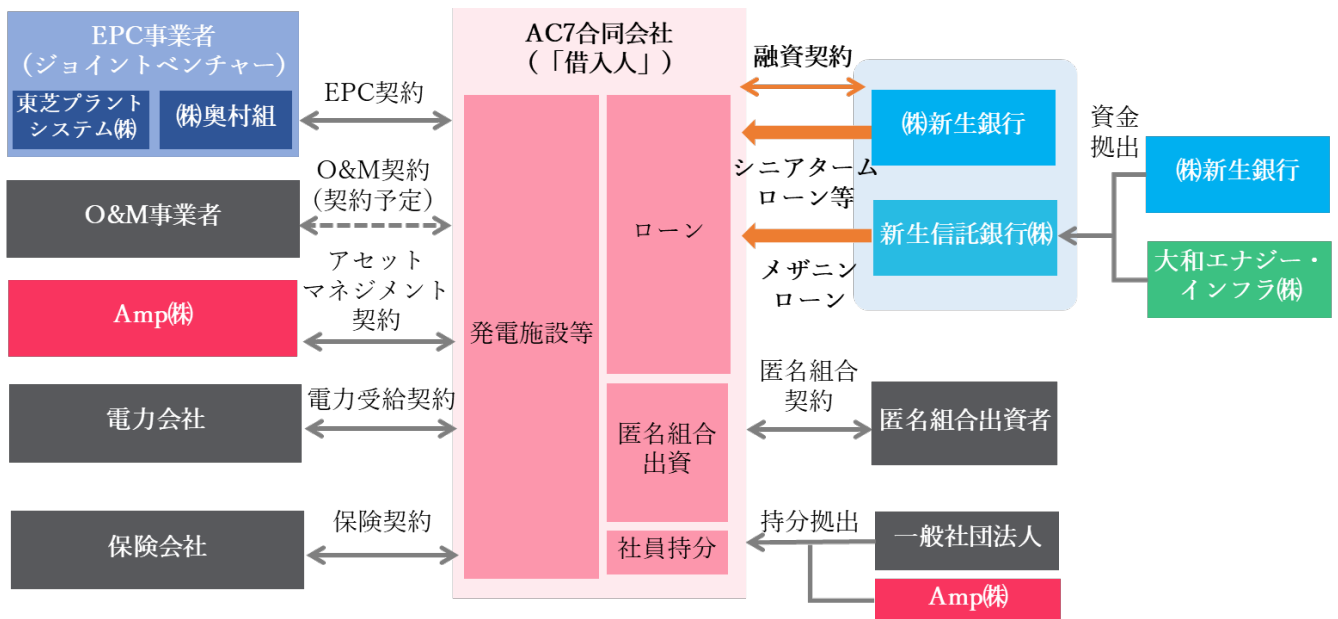 EPC事業者
（ジョイントベンチャー）
東芝プラント
システム㈱
㈱奥村組
EPC契約
O&M事業者
O&M契約
（契約予定）
Amp㈱
アセット
マネジメント
契約
電力会社
電力受給契約
保険会社
保険契約
AC7合同会社
（「借入人」）
発電施設等
ローン
匿名組合
出資
社員持分
融資契約
シニアターム
ローン等
メザニン
ローン
㈱新生銀行
新生信託銀行㈱
資金
拠出
㈱新生銀行
大和エナジー・
インフラ㈱
匿名組合
契約
匿名組合出資者
持分拠出
一般社団法人
Amp㈱